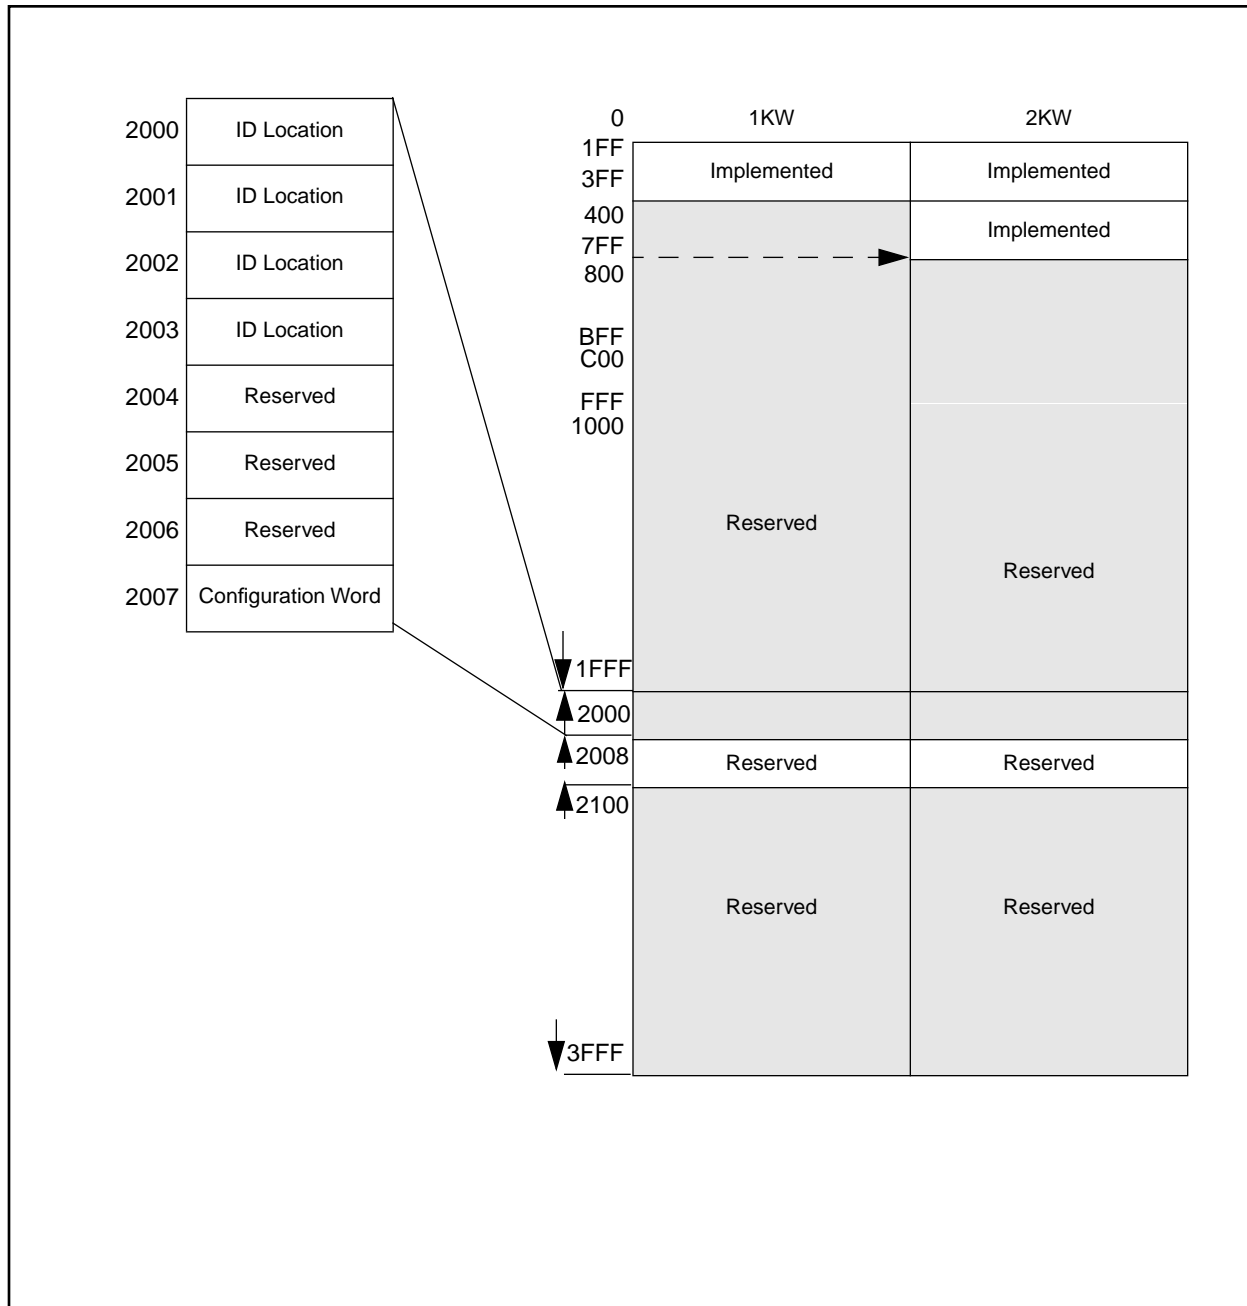 2000 ID Location
2001 ID Location
2002 ID Location
2003 ID Location
2004 Reserved
2005 Reserved
2006 Reserved
2007 Configuration Word
0 1KW 2KW
1FF
3FF Implemented Implemented
400
7FF Implemented
800
BFF
C00
FFF
1000
Reserved
Reserved
1FFF
2000
2008 Reserved Reserved
2100
Reserved Reserved
3FFF